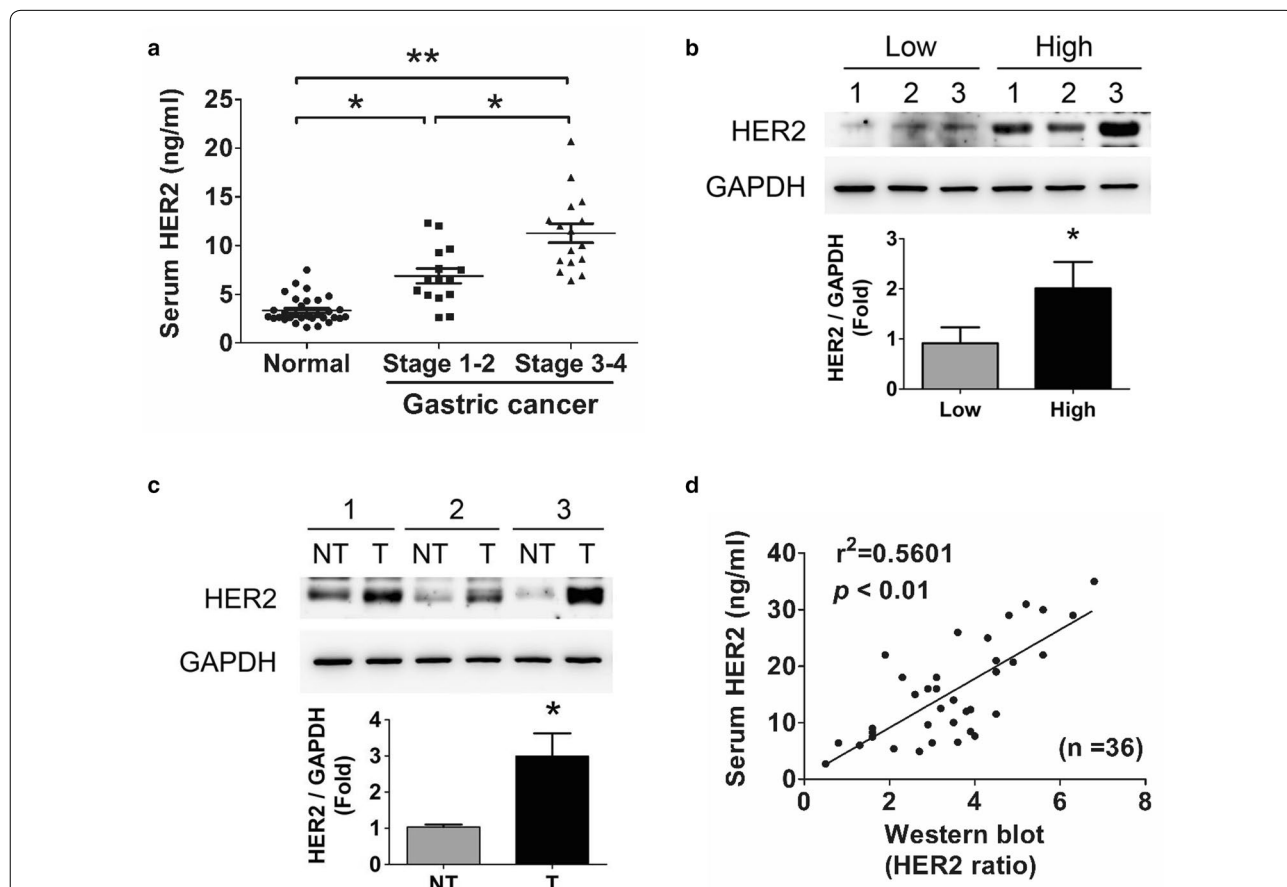 a
**
*
*
Serum HER2 (ng/ml)
25
20
15
10
5
0
Normal
Stage 1-2
Stage 3-4
Gastric cancer
b
Low
High
1 2 3 1 2 3
HER2
GAPDH
HER2 / GAPDH
(Fold)
3
2
1
0
*
Low
High
c
1 2 3
NT T NT T NT T
HER2
GAPDH
HER2 / GAPDH
(Fold)
4
3
2
1
0
*
NT
T
d
Serum HER2 (ng/ml)
40
30
20
10
0
r²=0.5601
p < 0.01
(n =36)
0 2 4 6 8
Western blot
(HER2 ratio)